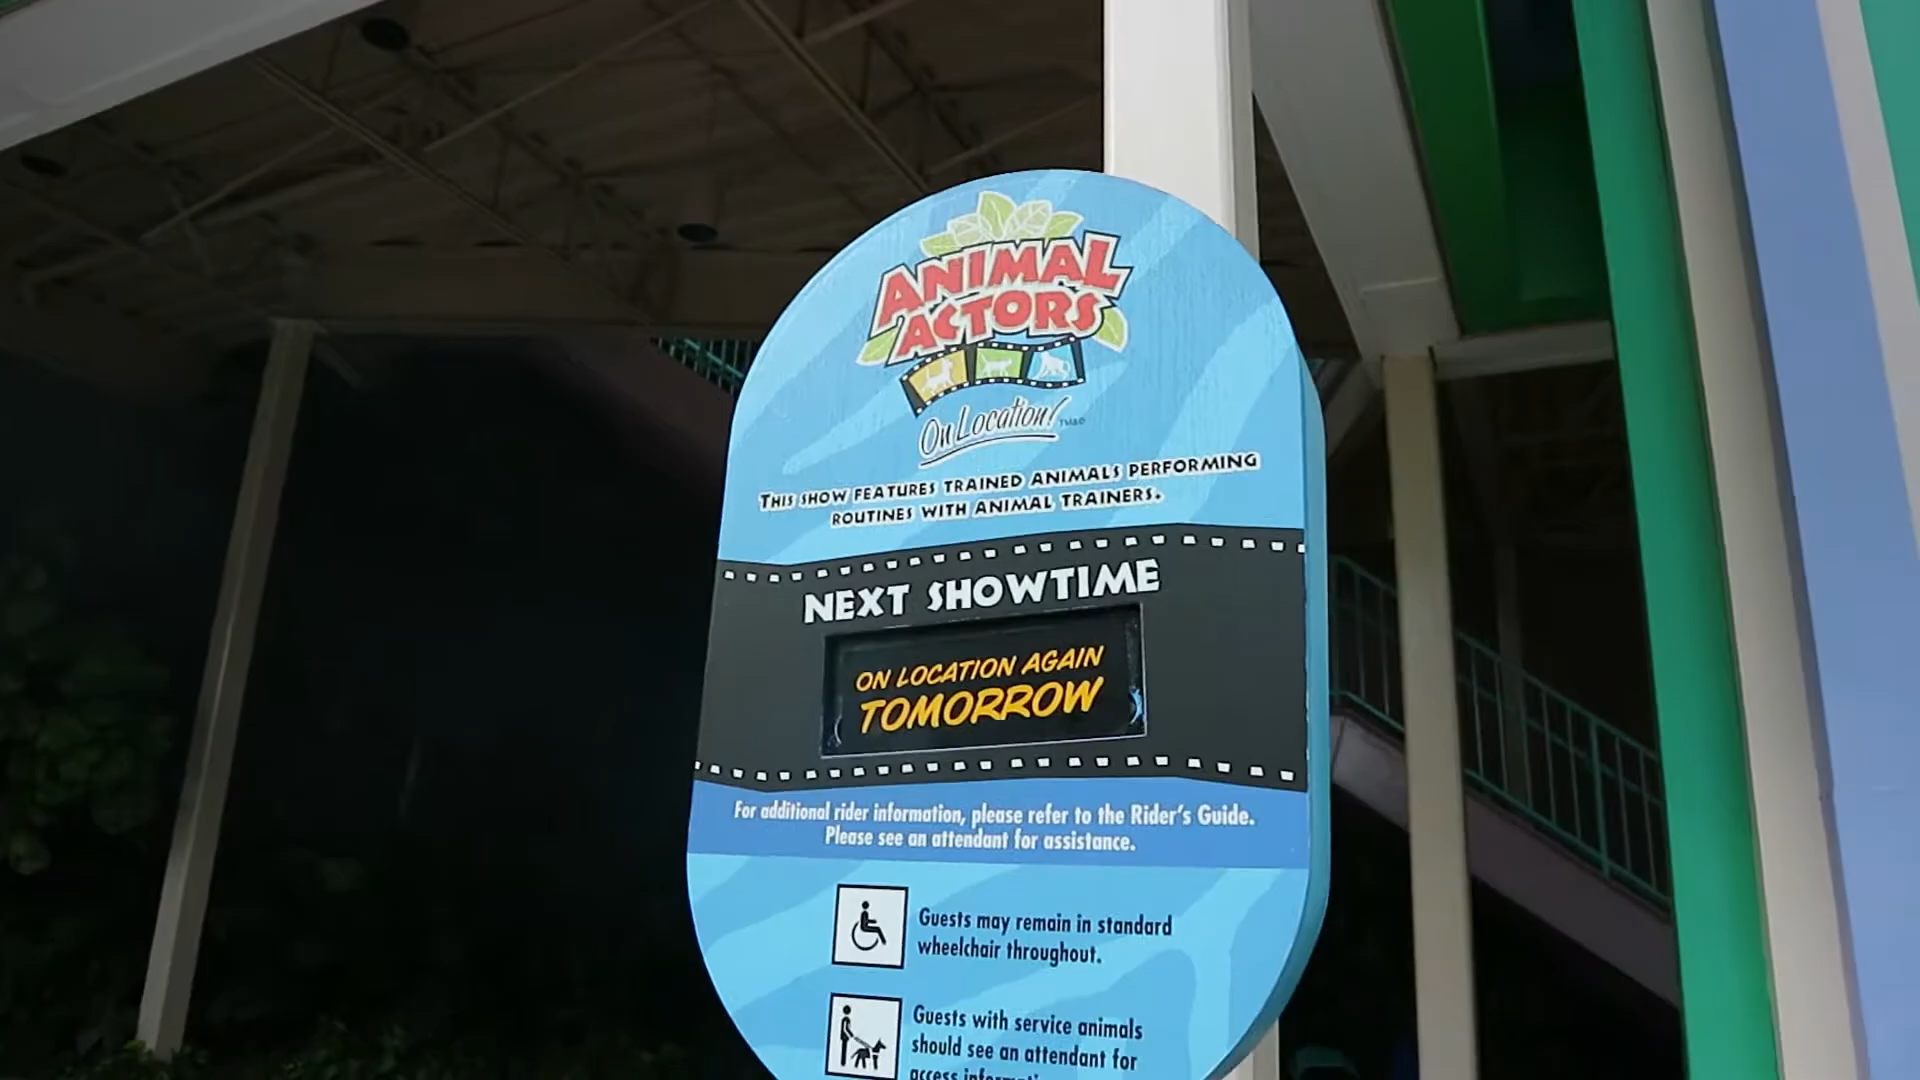 ANIMAL
ACTORS
On Location!
THIS SHOW FEATURES TRAINED ANIMALS PERFORMING
ROUTINES WITH ANIMAL TRAINERS.
NEXT SHOWTIME
ON LOCATION AGAIN
TOMORROW
For additional rider information, please refer to the Rider's Guide.
Please see an attendant for assistance.
Guests may remain in standard
wheelchair throughout.
Guests with service animals
should see an attendant for
access